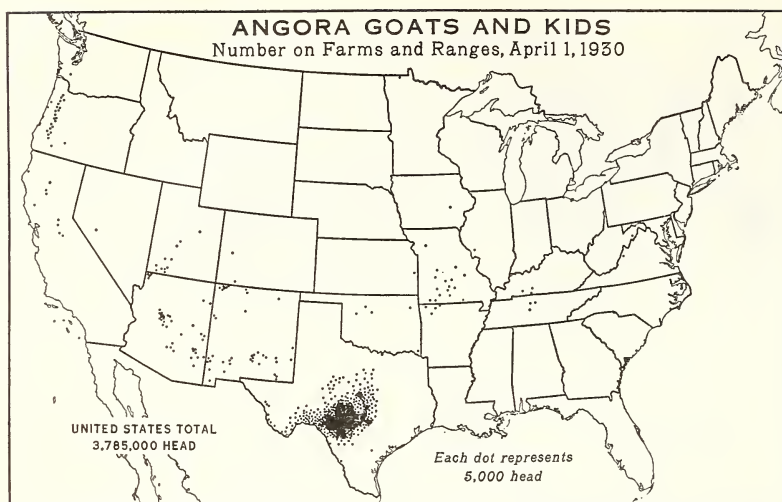 ANGORA GOATS AND KIDS
Number on Farms and Ranges, April 1, 1930
UNITED STATES TOTAL
3,785,000 HEAD
Each dot represents
5,000 head